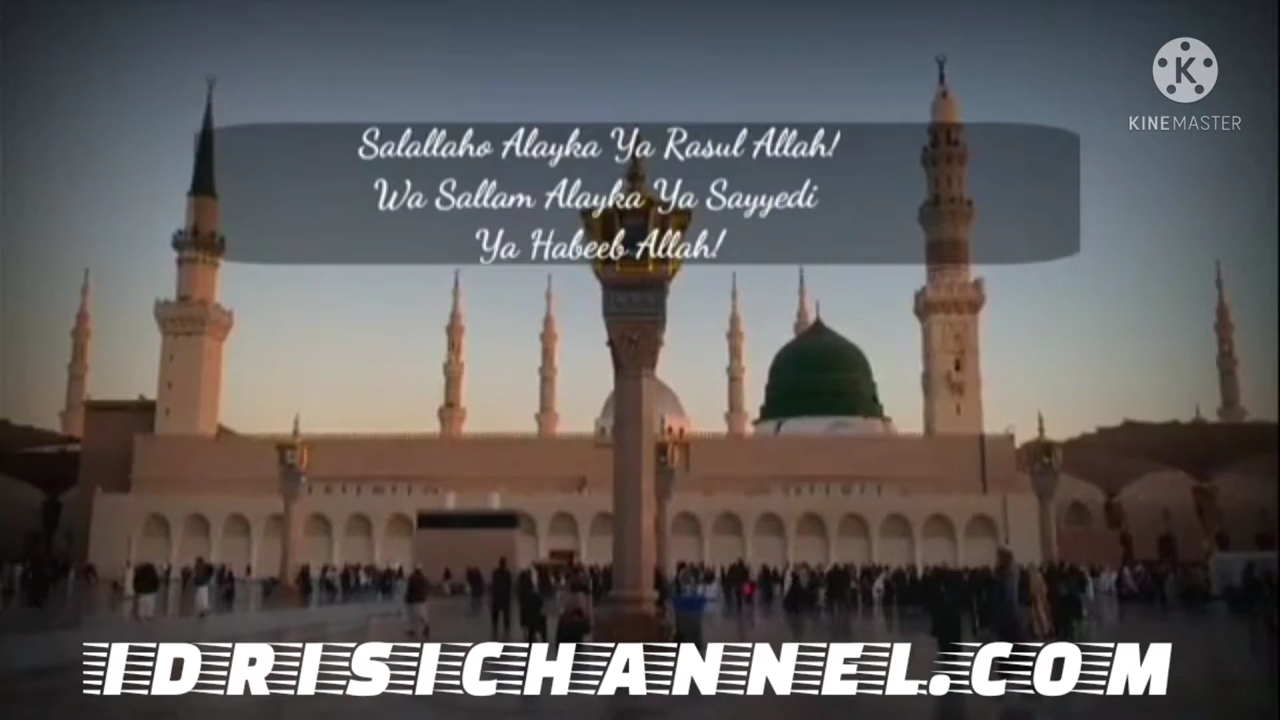 Salallaho Alayka Ya Rasul Allah!
Wa Sallam Alayka Ya Sayyedi
Ya Habeeb Allah!
K
KINEMASTER
IDRISICHANNEL.COM